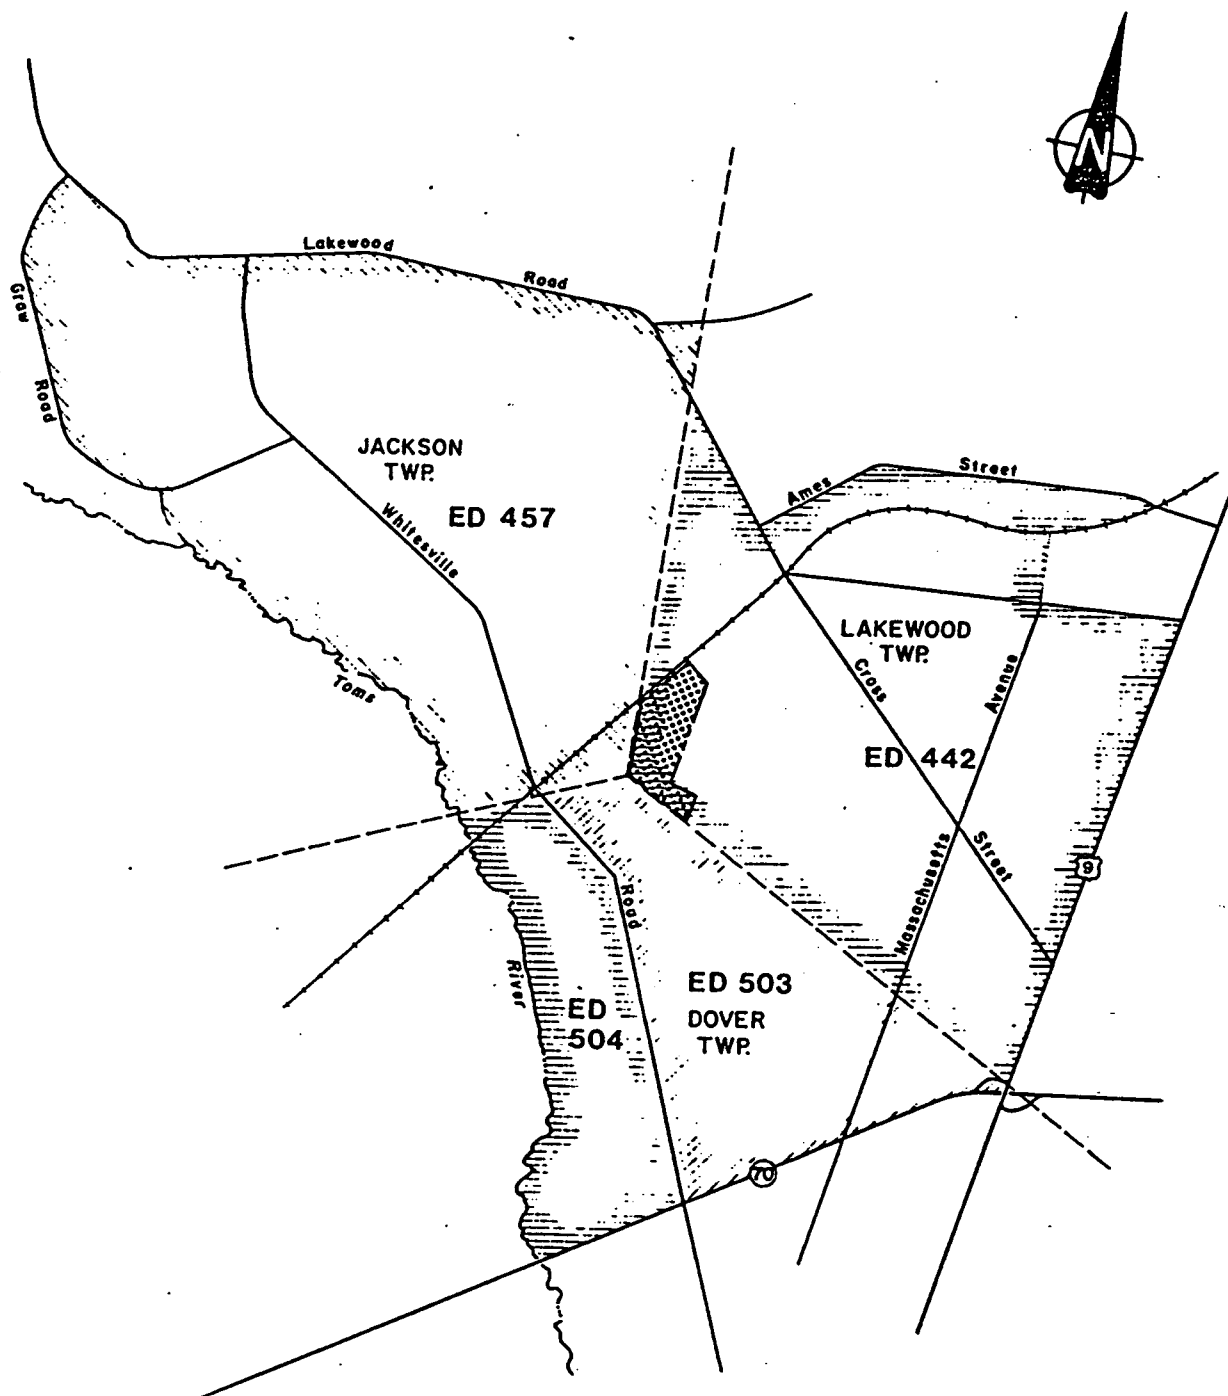 N
Lakewood
Road
Graw
Road
JACKSON
TWP.
ED 457
Whitesville
Ames
Street
LAKEWOOD
TWP.
Cross
Avenue
Toms
ED 442
Massachusetts
Street
9
Road
River
ED 503
DOVER
TWP.
ED
504
70